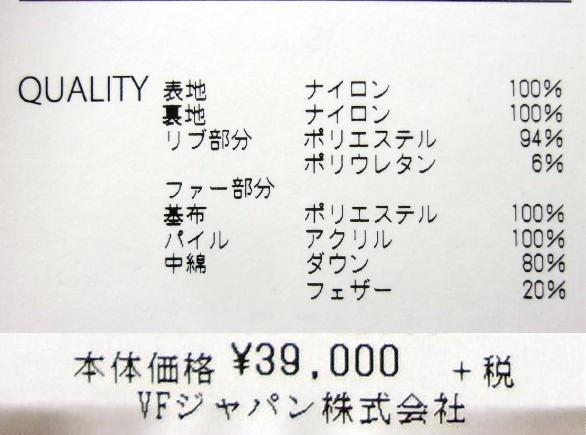 QUALITY 表地 ナイロン 100%
裏地 ナイロン 100%
リブ部分 ポリエステル 94%
ポリウレタン 6%
ファー部分
基布 ポリエステル 100%
パイル アクリル 100%
中綿 ダウン 80%
フェザー 20%
本体価格 ¥39,000 +税
VFジャパン株式会社